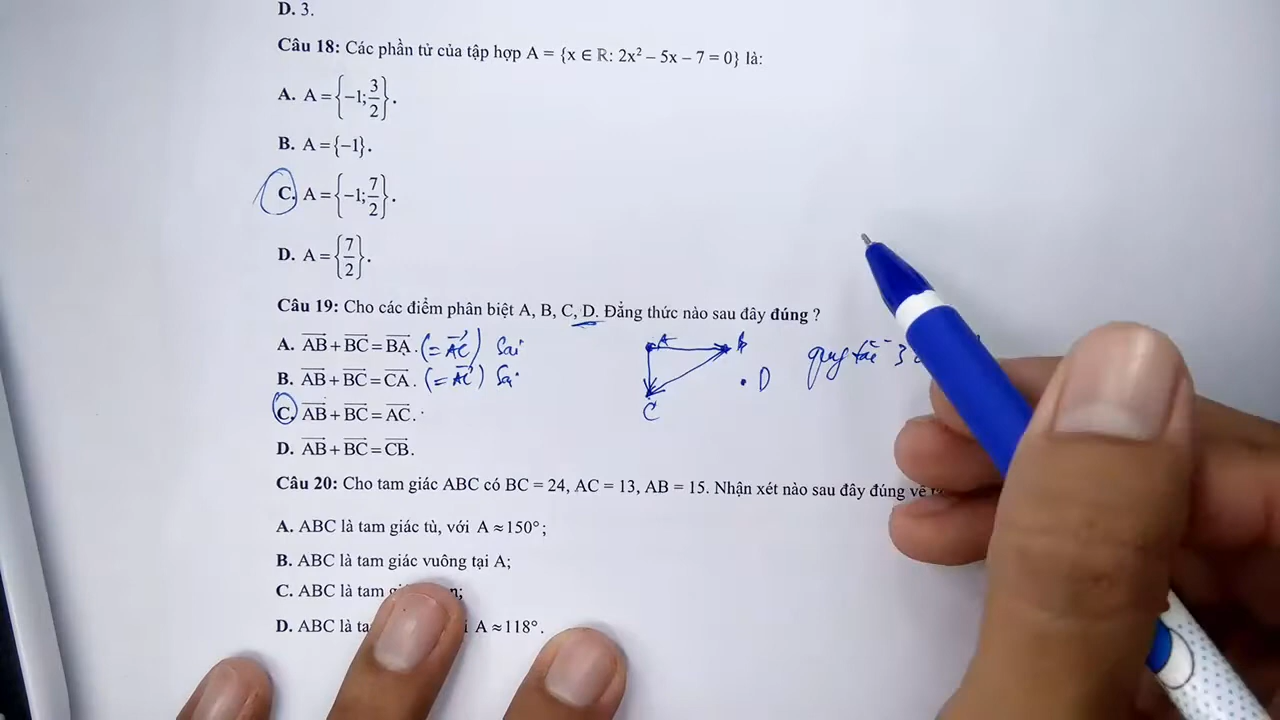 D. 3.
Câu 18: Các phần tử của tập hợp A = {x ∈ ℝ: 2x² – 5x – 7 = 0} là:
A. A = {−1; 3/2}.
B. A = {−1}.
C. A = {−1; 7/2}.
D. A = {7/2}.
Câu 19: Cho các điểm phân biệt A, B, C, D. Đẳng thức nào sau đây đúng ?
A. AB + BC = BA. (= AC) Sai
B. AB + BC = CA. (= AC) Sai
C. AB + BC = AC.
D. AB + BC = CB.
A B
D
C
quy tắc 3
Câu 20: Cho tam giác ABC có BC = 24, AC = 13, AB = 15. Nhận xét nào sau đây đúng về
A. ABC là tam giác tù, với A ≈ 150°;
B. ABC là tam giác vuông tại A;
C. ABC là tam
D. ABC là A ≈ 118°.